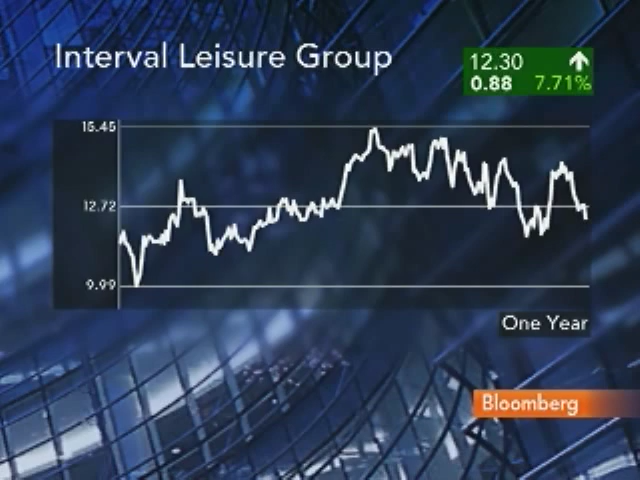 Interval Leisure Group
12.30
0.88 7.71%
15.45
12.72
9.99
One Year
Bloomberg